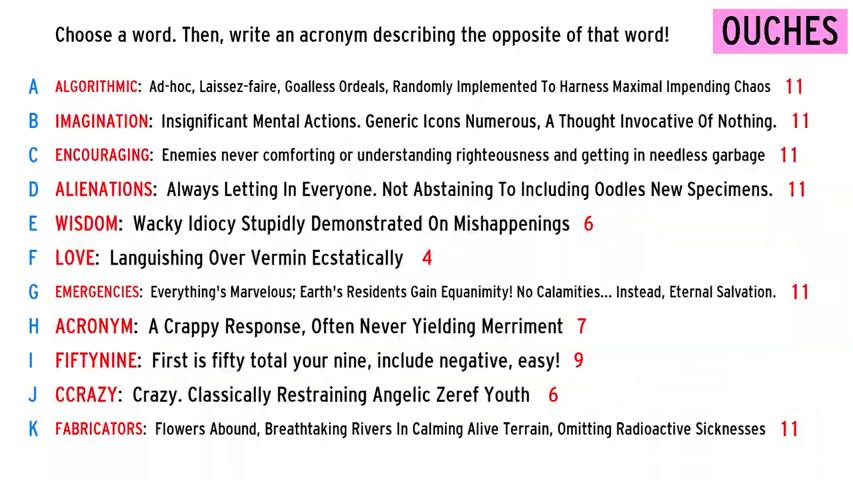 Choose a word. Then, write an acronym describing the opposite of that word! OUCHES
A ALGORITHMIC: Ad-hoc, Laissez-faire, Goalless Ordeals, Randomly Implemented To Harness Maximal Impending Chaos 11
B IMAGINATION: Insignificant Mental Actions. Generic Icons Numerous, A Thought Invocative Of Nothing. 11
C ENCOURAGING: Enemies never comforting or understanding righteousness and getting in needless garbage 11
D ALIENATIONS: Always Letting In Everyone. Not Abstaining To Including Oodles New Specimens. 11
E WISDOM: Wacky Idiocy Stupidly Demonstrated On Mishappenings 6
F LOVE: Languishing Over Vermin Ecstatically 4
G EMERGENCIES: Everything's Marvelous; Earth's Residents Gain Equanimity! No Calamities... Instead, Eternal Salvation. 11
H ACRONYM: A Crappy Response, Often Never Yielding Merriment 7
I FIFTYNINE: First is fifty total your nine, include negative, easy! 9
J CCRAZY: Crazy. Classically Restraining Angelic Zeref Youth 6
K FABRICATORS: Flowers Abound, Breathtaking Rivers In Calming Alive Terrain, Omitting Radioactive Sicknesses 11